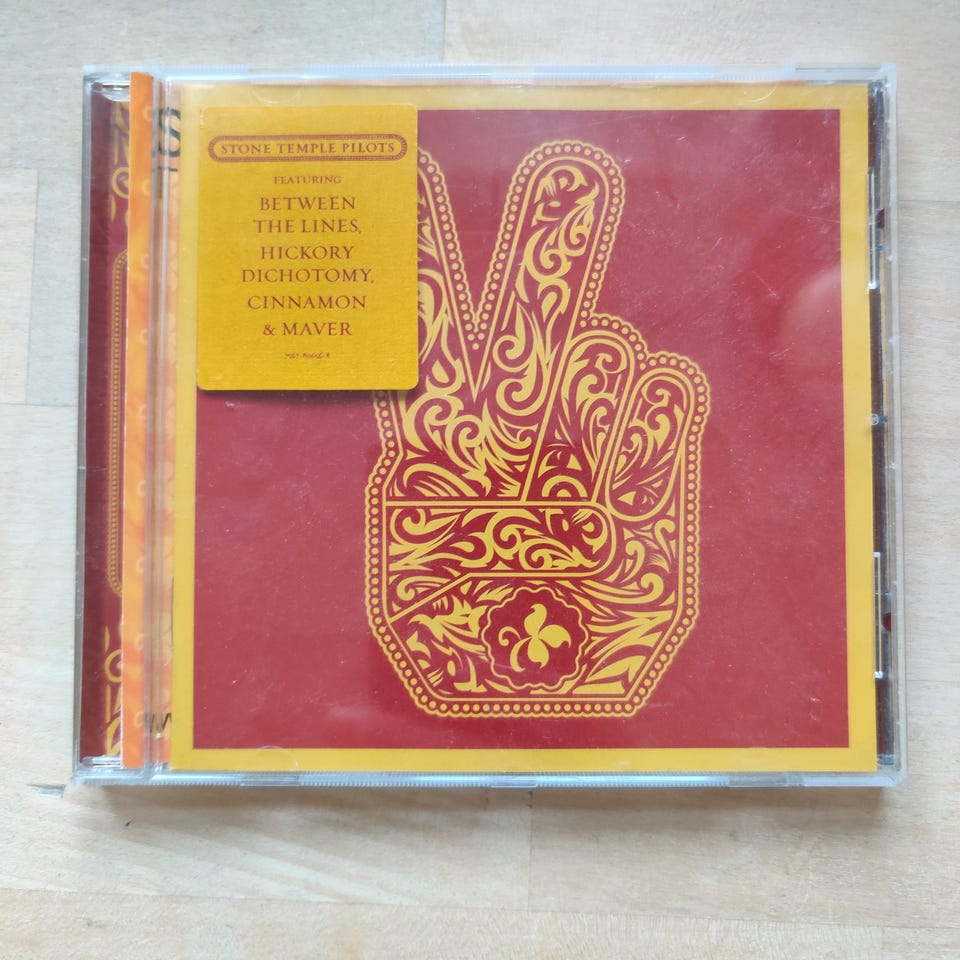 STONE TEMPLE PILOTS
FEATURING
BETWEEN
THE LINES,
HICKORY
DICHOTOMY,
CINNAMON
& MAVER